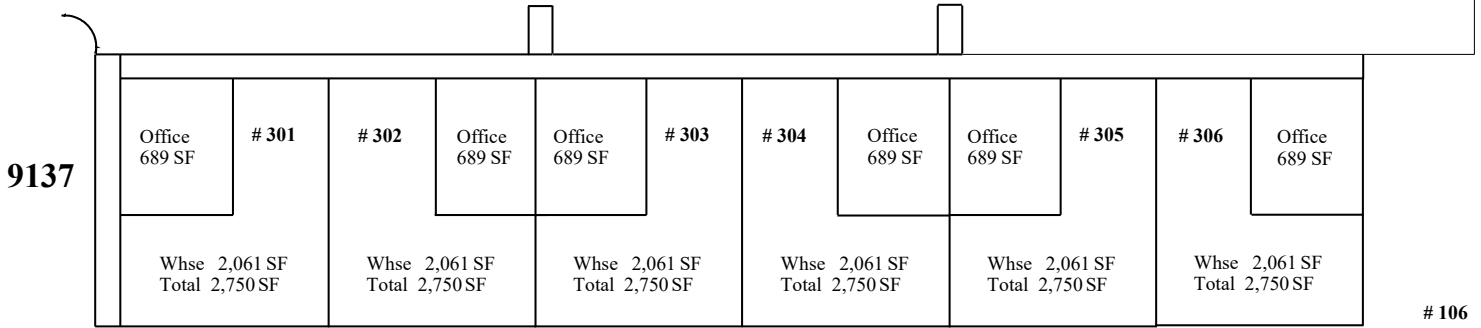 9137
Office
689 SF
# 301
# 302
Office
689 SF
Office
689 SF
# 303
# 304
Office
689 SF
Office
689 SF
# 305
# 306
Office
689 SF
Whse 2,061 SF
Total 2,750 SF
Whse 2,061 SF
Total 2,750 SF
Whse 2,061 SF
Total 2,750 SF
Whse 2,061 SF
Total 2,750 SF
Whse 2,061 SF
Total 2,750 SF
Whse 2,061 SF
Total 2,750 SF
# 106